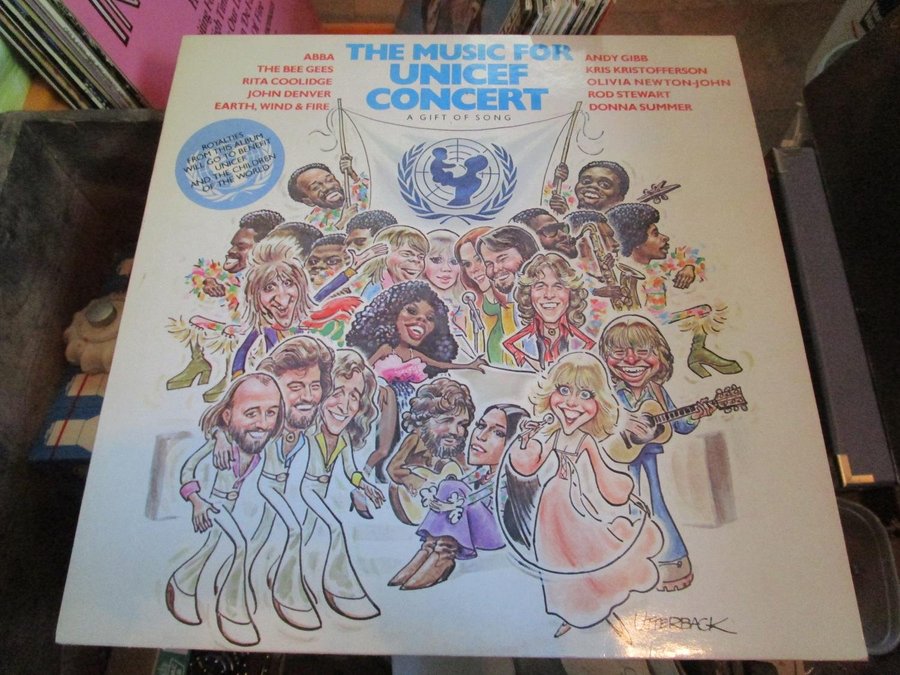 ABBA
THE BEE GEES
RITA COOLIDGE
JOHN DENVER
EARTH, WIND & FIRE
THE MUSIC FOR
UNICEF
CONCERT
A GIFT OF SONG
ANDY GIBB
KRIS KRISTOFFERSON
OLIVIA NEWTON-JOHN
ROD STEWART
DONNA SUMMER
ROYALTIES
FROM THIS ALBUM
WILL GO TO BENEFIT
UNICEF
AND THE CHILDREN
OF THE WORLD
UTTERBACK